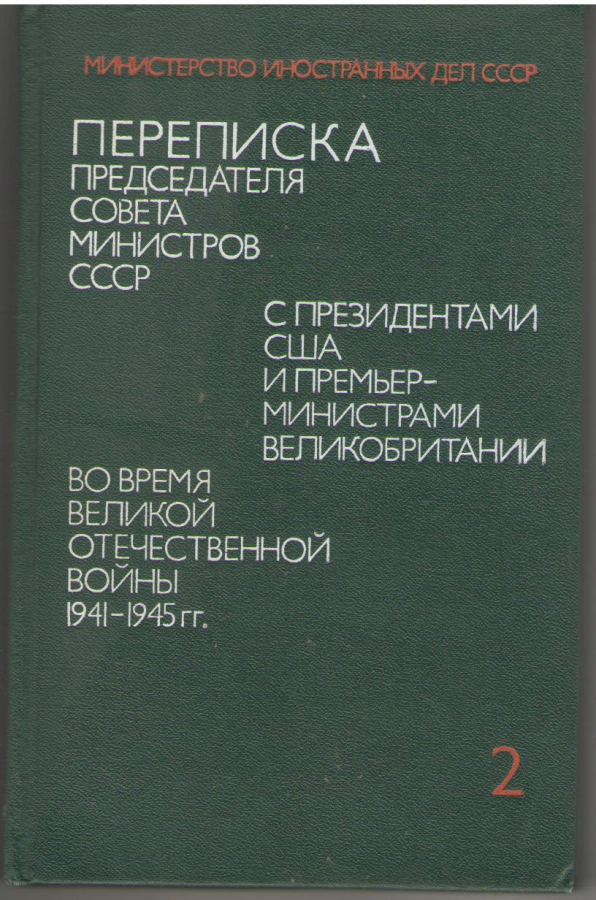 МИНИСТЕРСТВО ИНОСТРАННЫХ ДЕЛ СССР
ПЕРЕПИСКА
ПРЕДСЕДАТЕЛЯ
СОВЕТА
МИНИСТРОВ
СССР
С ПРЕЗИДЕНТАМИ
США
И ПРЕМЬЕР-
МИНИСТРАМИ
ВЕЛИКОБРИТАНИИ
ВО ВРЕМЯ
ВЕЛИКОЙ
ОТЕЧЕСТВЕННОЙ
ВОЙНЫ
1941-1945 гг.
2